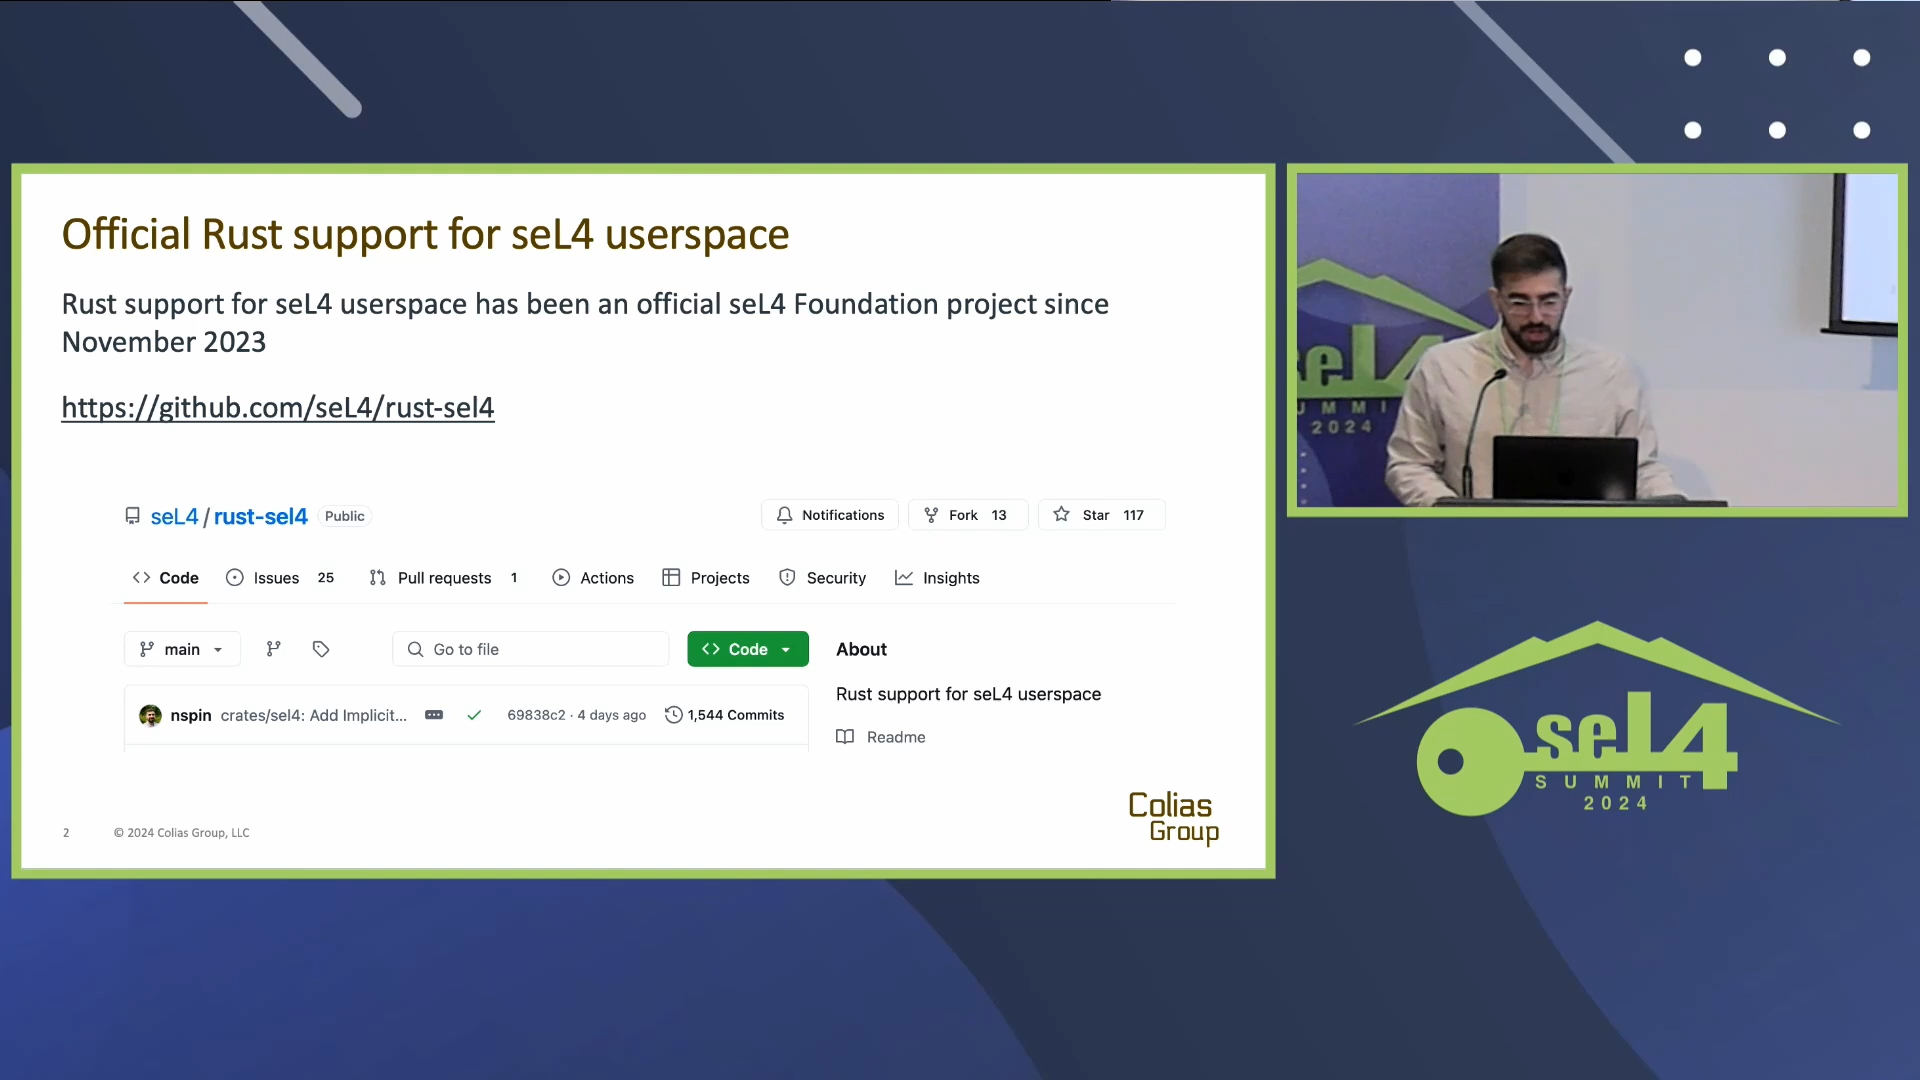 Official Rust support for seL4 userspace
Rust support for seL4 userspace has been an official seL4 Foundation project since
November 2023
https://github.com/seL4/rust-sel4
seL4 / rust-sel4 Public
Notifications
Fork 13
Star 117
Code
Issues 25
Pull requests 1
Actions
Projects
Security
Insights
main
Go to file
Code
About
nspin crates/sel4: Add Implicit... 69838c2 · 4 days ago 1,544 Commits
Rust support for seL4 userspace
Readme
2
© 2024 Colias Group, LLC
Colias
Group
seL4
UMMI
2024
seL4
SUMMIT
2024